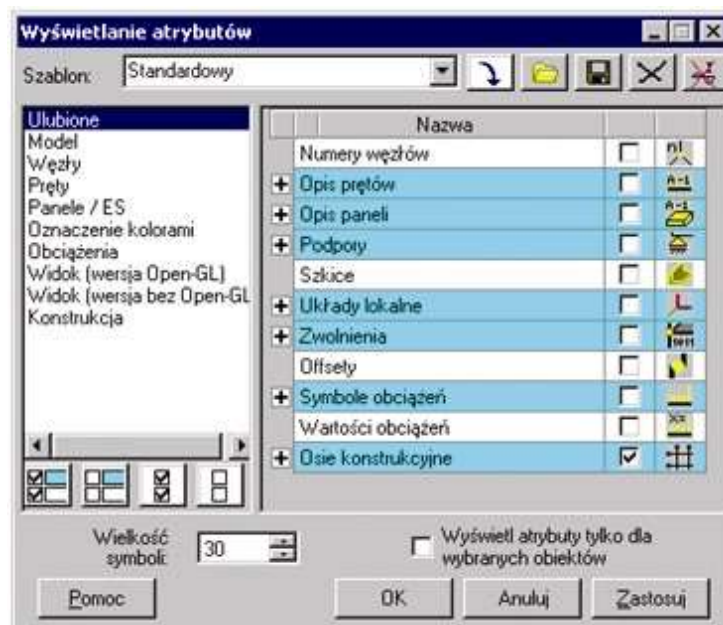 Wyświetlanie atrybutów
Szablon: Standardowy
Ulubione
Model
Węzły
Pręty
Panele / ES
Oznaczenie kolorami
Obciążenia
Widok (wersja Open-GL)
Widok (wersja bez Open-GL
Konstrukcja
Nazwa
Numery węzłów
Opis prętów
Opis paneli
Podpory
Szkice
Układy lokalne
Zwolnienia
Offsety
Symbole obciążeń
Wartości obciążeń
Osie konstrukcyjne
Wielkość
symboli: 30
Wyświetl atrybuty tylko dla
wybranych obiektów
Pomoc OK Anuluj Zastosuj